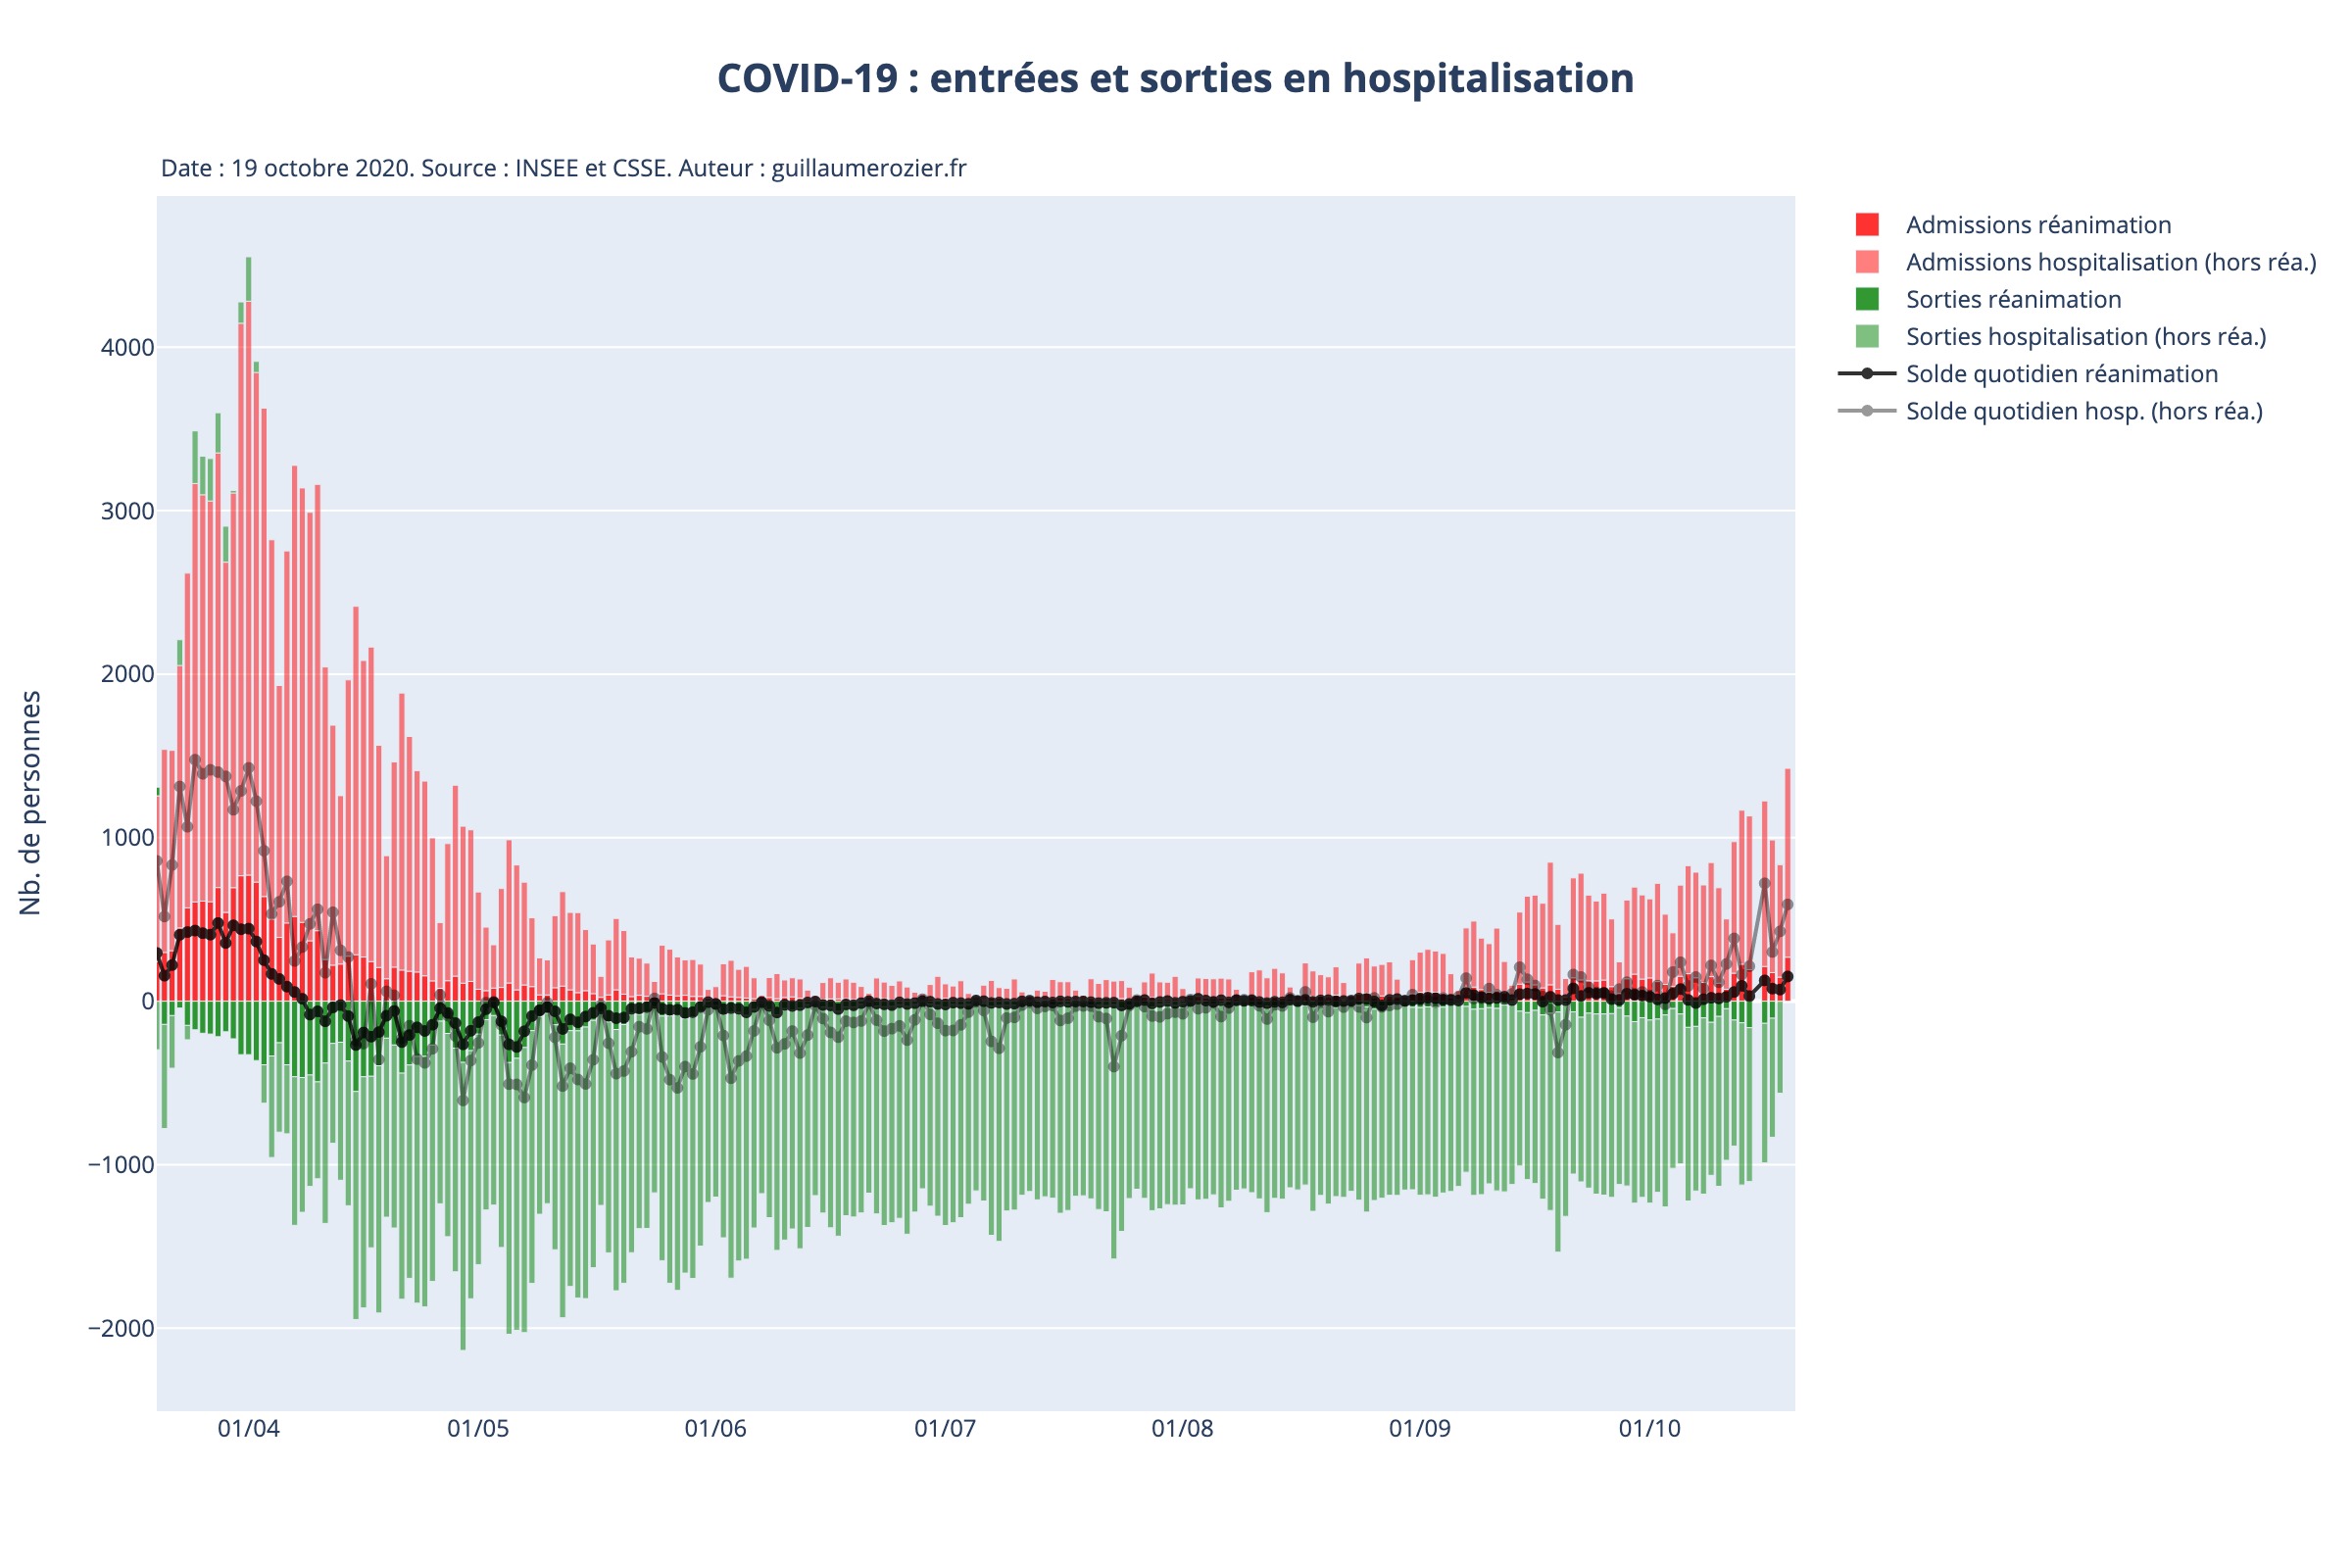 COVID-19 : entrées et sorties en hospitalisation
Date : 19 octobre 2020. Source : INSEE et CSSE. Auteur : guillaumerozier.fr
Admissions réanimation
Admissions hospitalisation (hors réa.)
Sorties réanimation
Sorties hospitalisation (hors réa.)
Solde quotidien réanimation
Solde quotidien hosp. (hors réa.)
Nb. de personnes
4000
3000
2000
1000
0
−1000
−2000
01/04 01/05 01/06 01/07 01/08 01/09 01/10